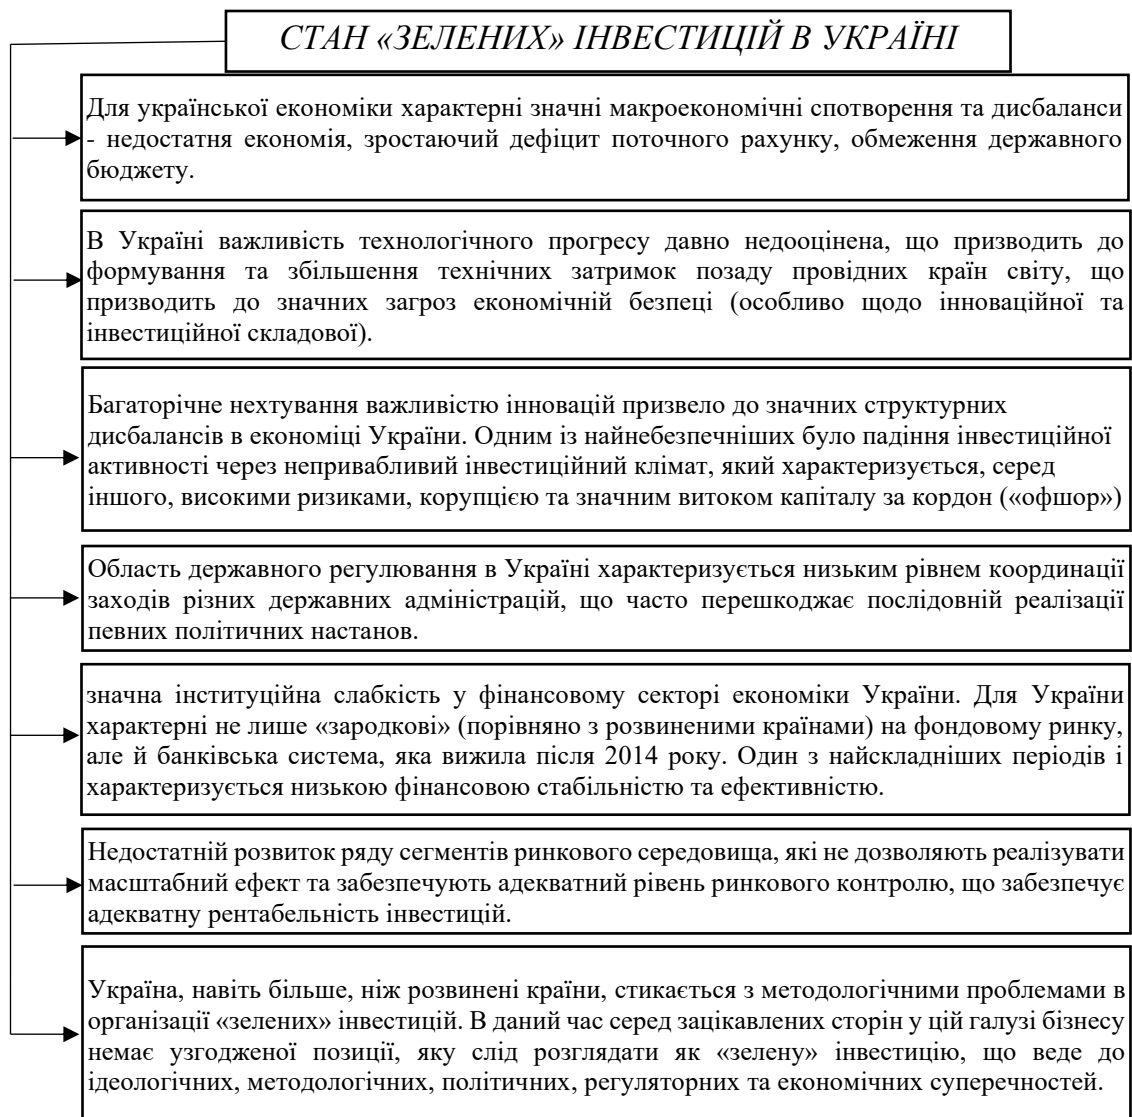 СТАН «ЗЕЛЕНИХ» ІНВЕСТИЦІЙ В УКРАЇНІ
Для української економіки характерні значні макроекономічні спотворення та дисбаланси
- недостатня економія, зростаючий дефіцит поточного рахунку, обмеження державного
бюджету.
В Україні важливість технологічного прогресу давно недооцінена, що призводить до
формування та збільшення технічних затримок позаду провідних країн світу, що
призводить до значних загроз економічній безпеці (особливо щодо інноваційної та
інвестиційної складової).
Багаторічне нехтування важливістю інновацій призвело до значних структурних
дисбалансів в економіці України. Одним із найнебезпечніших було падіння інвестиційної
активності через непривабливий інвестиційний клімат, який характеризується, серед
іншого, високими ризиками, корупцією та значним витоком капіталу за кордон («офшор»)
Область державного регулювання в Україні характеризується низьким рівнем координації
заходів різних державних адміністрацій, що часто перешкоджає послідовній реалізації
певних політичних настанов.
значна інституційна слабкість у фінансовому секторі економіки України. Для України
характерні не лише «зародкові» (порівняно з розвиненими країнами) на фондовому ринку,
але й банківська система, яка вижила після 2014 року. Один з найскладніших періодів і
характеризується низькою фінансовою стабільністю та ефективністю.
Недостатній розвиток ряду сегментів ринкового середовища, які не дозволяють реалізувати
масштабний ефект та забезпечують адекватний рівень ринкового контролю, що забезпечує
адекватну рентабельність інвестицій.
Україна, навіть більше, ніж розвинені країни, стикається з методологічними проблемами в
організації «зелених» інвестицій. В даний час серед зацікавлених сторін у цій галузі бізнесу
немає узгодженої позиції, яку слід розглядати як «зелену» інвестицію, що веде до
ідеологічних, методологічних, політичних, регуляторних та економічних суперечностей.